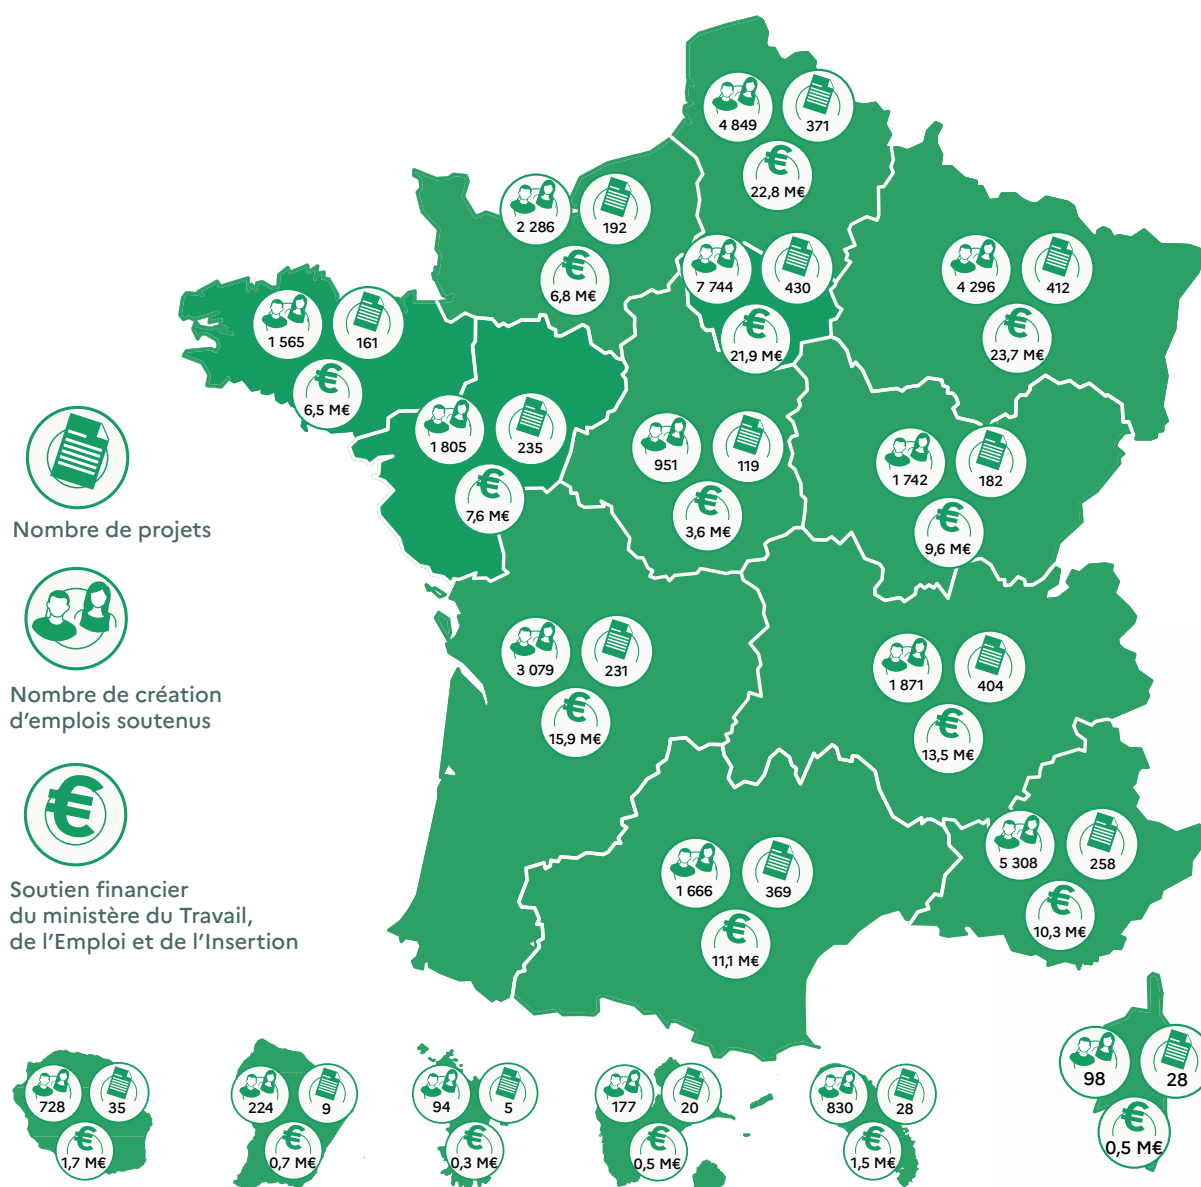 4 849
371
22,8 M€
2 286
192
6,8 M€
7 744
430
21,9 M€
4 296
412
23,7 M€
1 565
161
6,5 M€
1 805
235
7,6 M€
951
119
3,6 M€
1 742
182
9,6 M€
Nombre de projets
Nombre de création
d'emplois soutenus
Soutien financier
du ministère du Travail,
de l'Emploi et de l'Insertion
3 079
231
15,9 M€
1 871
404
13,5 M€
1 666
369
11,1 M€
5 308
258
10,3 M€
728
35
1,7 M€
224
9
0,7 M€
94
5
0,3 M€
177
20
0,5 M€
830
28
1,5 M€
98
28
0,5 M€